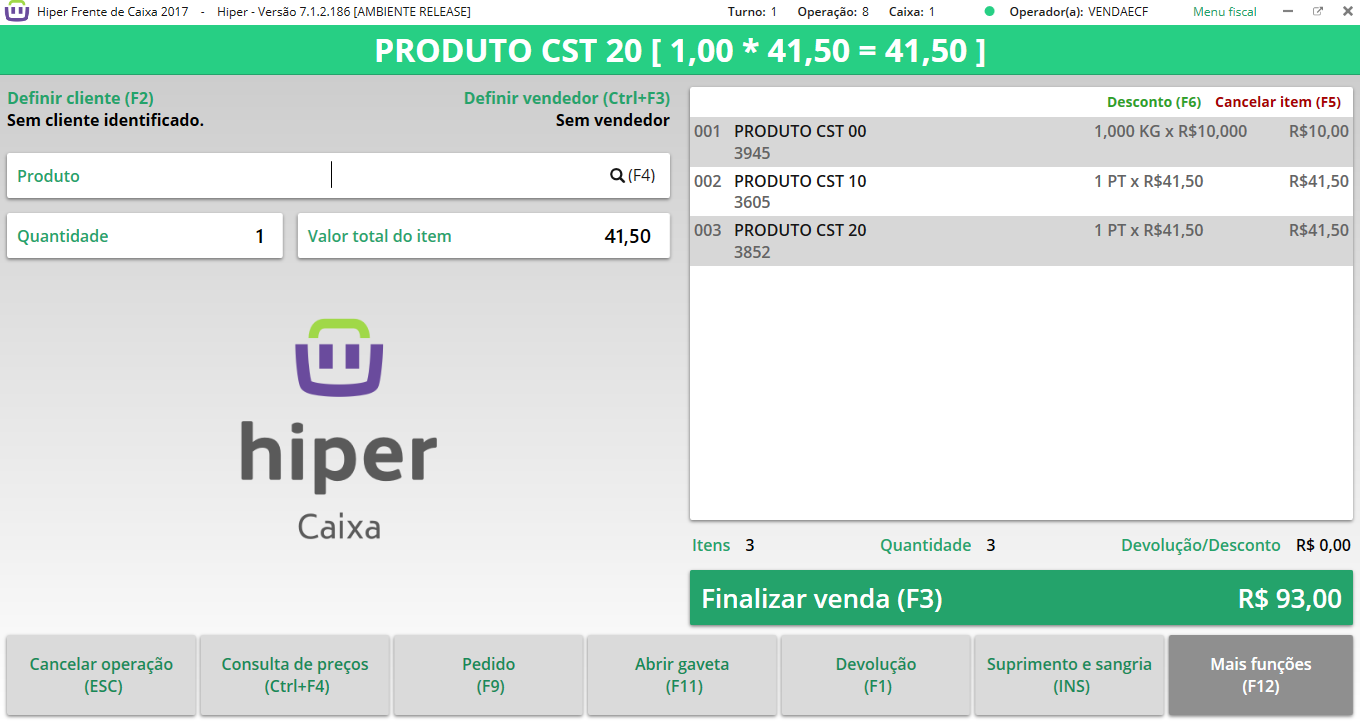 Hiper Frente de Caixa 2017 - Hiper - Versão 7.1.2.186 [AMBIENTE RELEASE] Turno: 1 Operação: 8 Caixa: 1 Operador(a): VENDAECF Menu fiscal
PRODUTO CST 20 [ 1,00 * 41,50 = 41,50 ]
Definir cliente (F2) Definir vendedor (Ctrl+F3)
Sem cliente identificado. Sem vendedor
Produto (F4)
Quantidade 1 Valor total do item 41,50
hiper
Caixa
Desconto (F6) Cancelar item (F5)
001 PRODUTO CST 00 1,000 KG x R$10,000 R$10,00
3945
002 PRODUTO CST 10 1 PT x R$41,50 R$41,50
3605
003 PRODUTO CST 20 1 PT x R$41,50 R$41,50
3852
Itens 3 Quantidade 3 Devolução/Desconto R$ 0,00
Finalizar venda (F3) R$ 93,00
Cancelar operação
(ESC)
Consulta de preços
(Ctrl+F4)
Pedido
(F9)
Abrir gaveta
(F11)
Devolução
(F1)
Suprimento e sangria
(INS)
Mais funções
(F12)